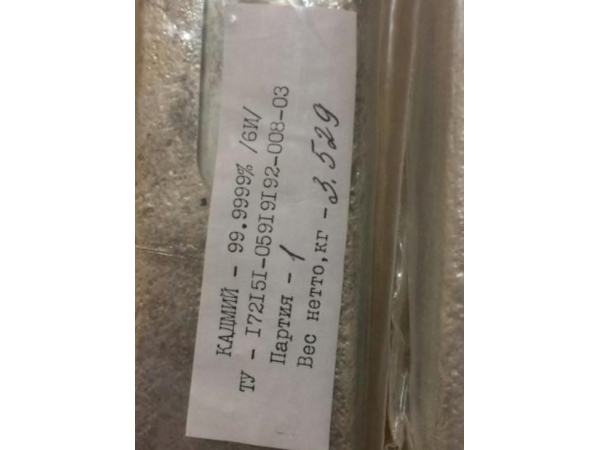 КАДМИЙ - 99.9999% /6И/
ТУ - I72I5I-059I9I92-008-03
Партия - 1
Вес нетто,кг - 3.529